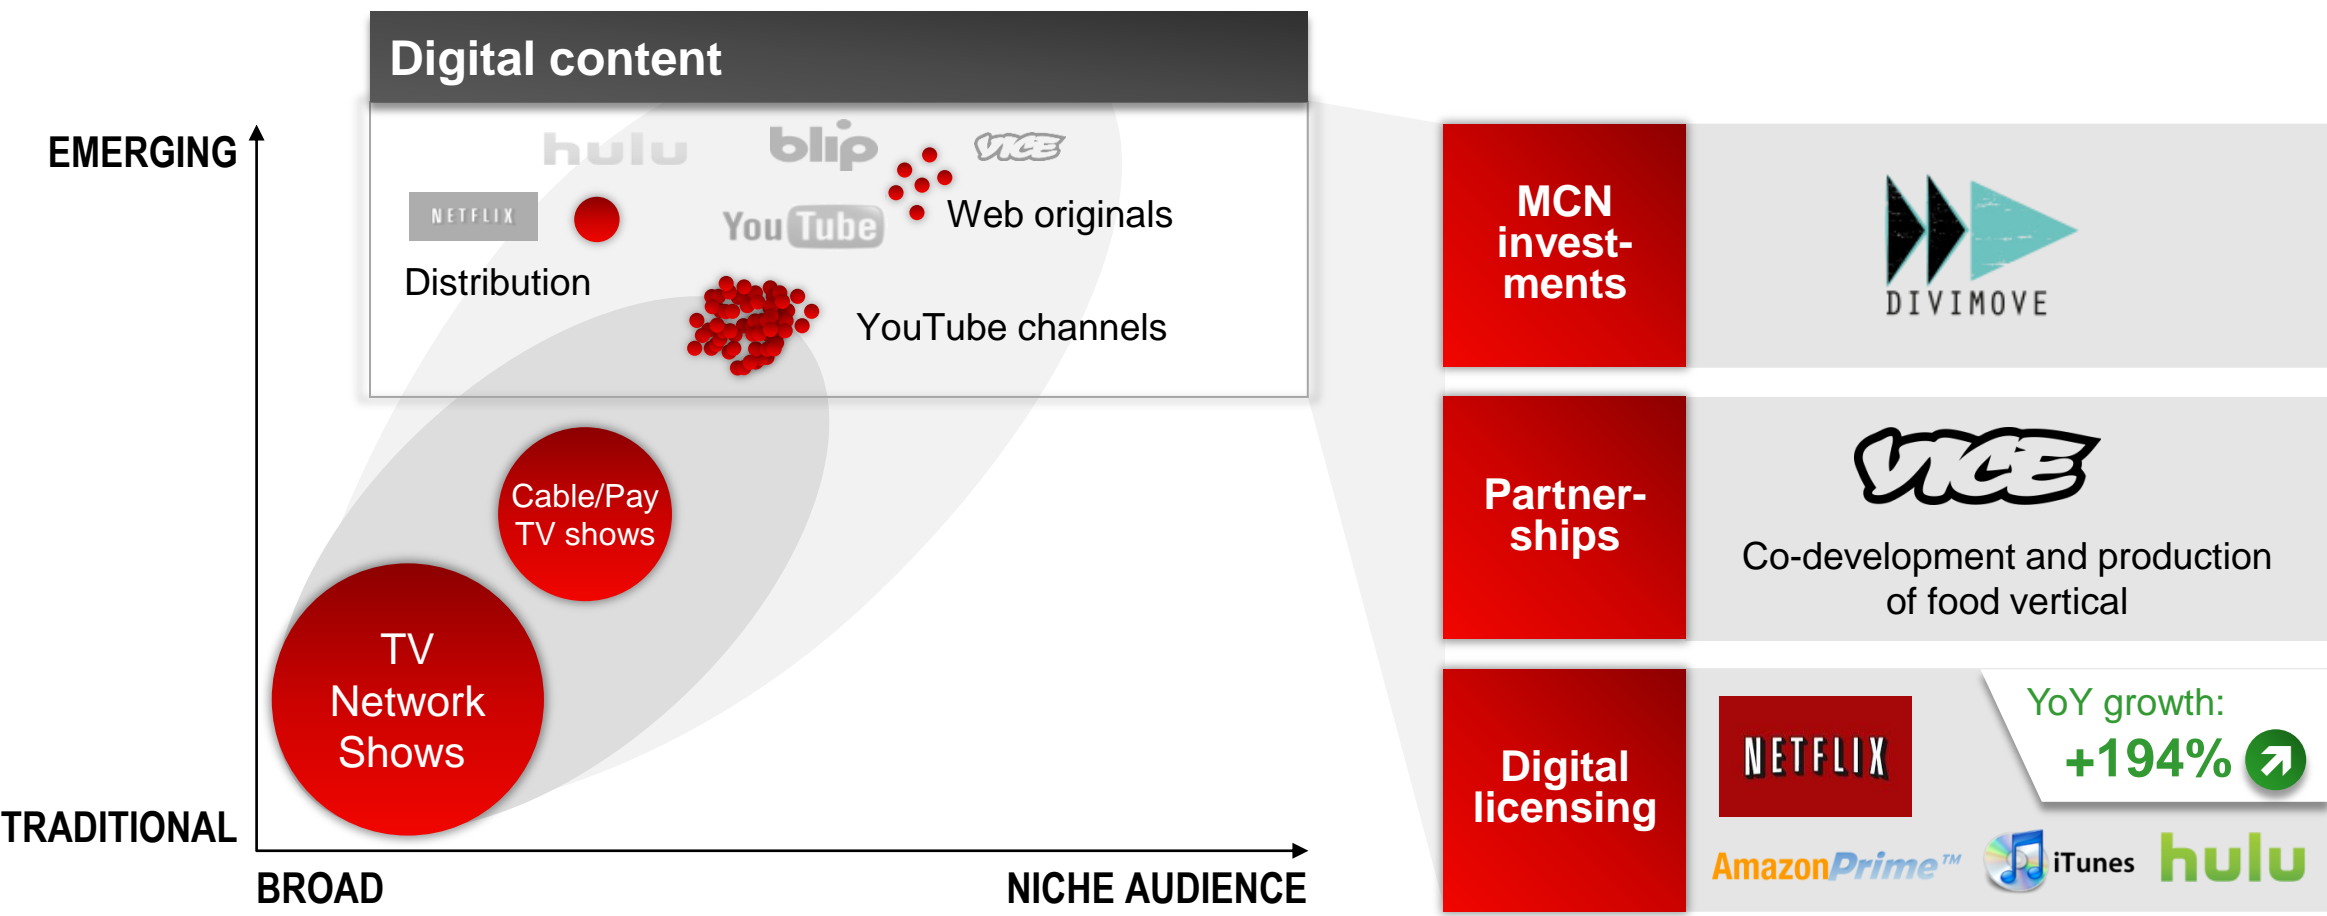 Digital content
EMERGING
hulu
blip
VICE
NETFLIX
YouTube
Web originals
Distribution
YouTube channels
Cable/Pay
TV shows
TV
Network
Shows
TRADITIONAL
BROAD
NICHE AUDIENCE
MCN
invest-
ments
DIVIMOVE
Partner-
ships
VICE
Co-development and production
of food vertical
Digital
licensing
NETFLIX
YoY growth:
+194%
AmazonPrime™
iTunes
hulu